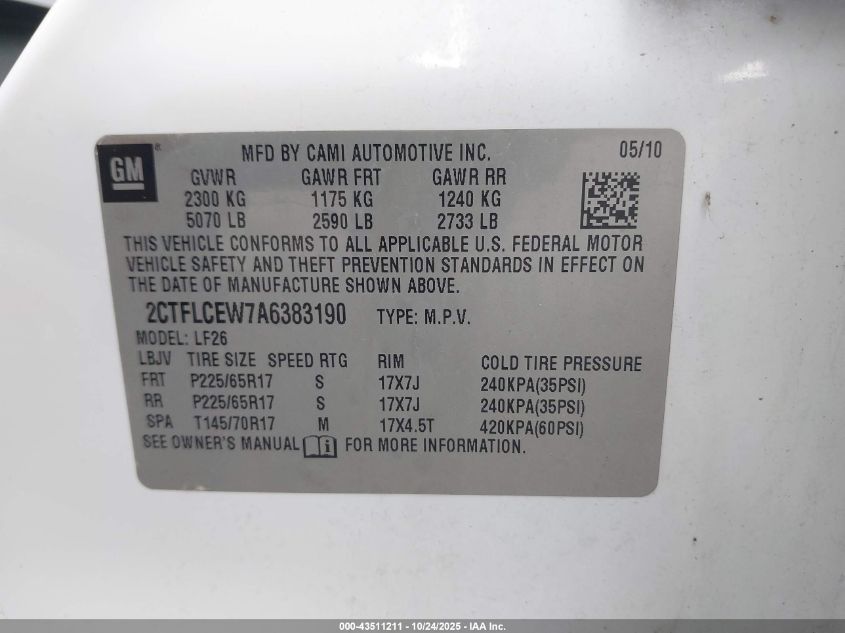 GM ® MFD BY CAMI AUTOMOTIVE INC. 05/10
GVWR GAWR FRT GAWR RR
2300 KG 1175 KG 1240 KG
5070 LB 2590 LB 2733 LB
THIS VEHICLE CONFORMS TO ALL APPLICABLE U.S. FEDERAL MOTOR
VEHICLE SAFETY AND THEFT PREVENTION STANDARDS IN EFFECT ON
THE DATE OF MANUFACTURE SHOWN ABOVE.
2CTFLCEW7A6383190 TYPE: M.P.V.
MODEL: LF26
LBJV TIRE SIZE SPEED RTG RIM COLD TIRE PRESSURE
FRT P225/65R17 S 17X7J 240KPA(35PSI)
RR P225/65R17 S 17X7J 240KPA(35PSI)
SPA T145/70R17 M 17X4.5T 420KPA(60PSI)
SEE OWNER'S MANUAL i FOR MORE INFORMATION.
000-43511211 - 10/24/2025 - IAA Inc.